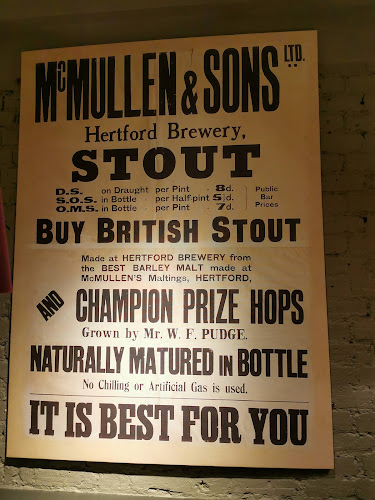 McMULLEN & SONS LTD.
Hertford Brewery,
STOUT
D.S. on Draught per Pint . 8d.
S.O.S. in Bottle per Half-pint 5½d.
O.M.S. in Bottle per Pint . 7d.
Public Bar Prices
BUY BRITISH STOUT
Made at HERTFORD BREWERY from
the BEST BARLEY MALT made at
McMULLEN'S Maltings, HERTFORD,
AND CHAMPION PRIZE HOPS
Grown by Mr. W. F. PUDGE.
NATURALLY MATURED IN BOTTLE
No Chilling or Artificial Gas is used.
IT IS BEST FOR YOU